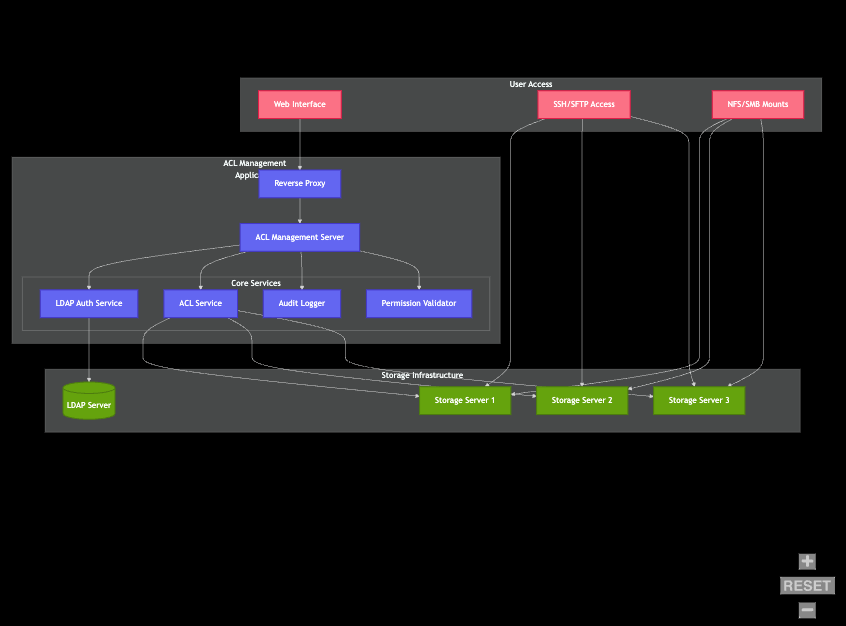 User Access
Web Interface
SSH/SFTP Access
NFS/SMB Mounts
ACL Management
Applic
Reverse Proxy
ACL Management Server
Core Services
LDAP Auth Service
ACL Service
Audit Logger
Permission Validator
Storage Infrastructure
LDAP Server
Storage Server 1
Storage Server 2
Storage Server 3
+
RESET
−